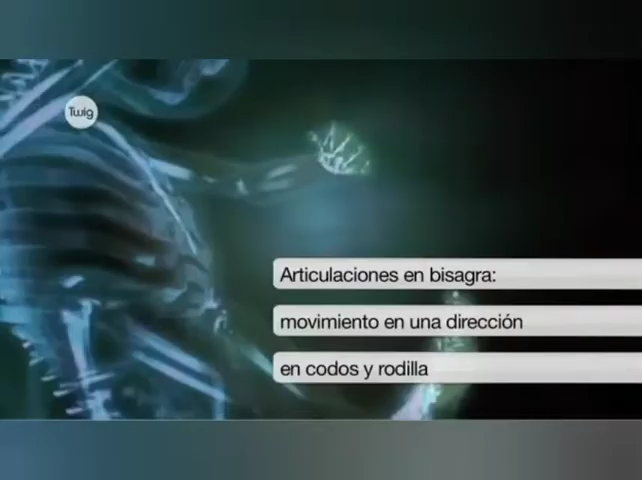 Twig
Articulaciones en bisagra:
movimiento en una dirección
en codos y rodilla